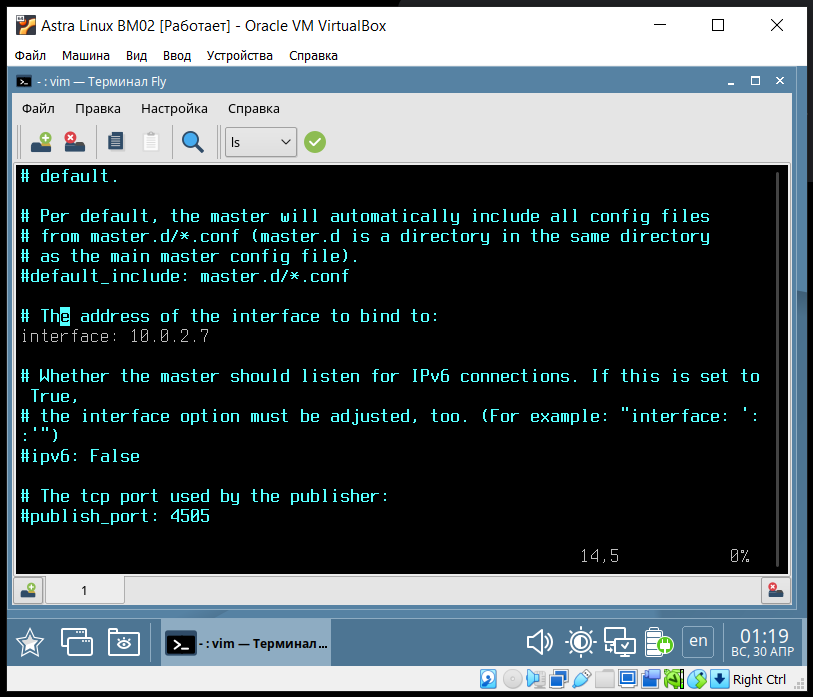 Astra Linux BM02 [Работает] - Oracle VM VirtualBox
Файл Машина Вид Ввод Устройства Справка
- : vim — Терминал Fly
Файл Правка Настройка Справка
ls
# default.
# Per default, the master will automatically include all config files
# from master.d/*.conf (master.d is a directory in the same directory
# as the main master config file).
#default_include: master.d/*.conf
# The address of the interface to bind to:
interface: 10.0.2.7
# Whether the master should listen for IPv6 connections. If this is set to
True,
# the interface option must be adjusted, too. (For example: "interface: ':
:'")
#ipv6: False
# The tcp port used by the publisher:
#publish_port: 4505
14,5 0%
1
- : vim — Терминал...
en
01:19
ВС, 30 АПР
Right Ctrl